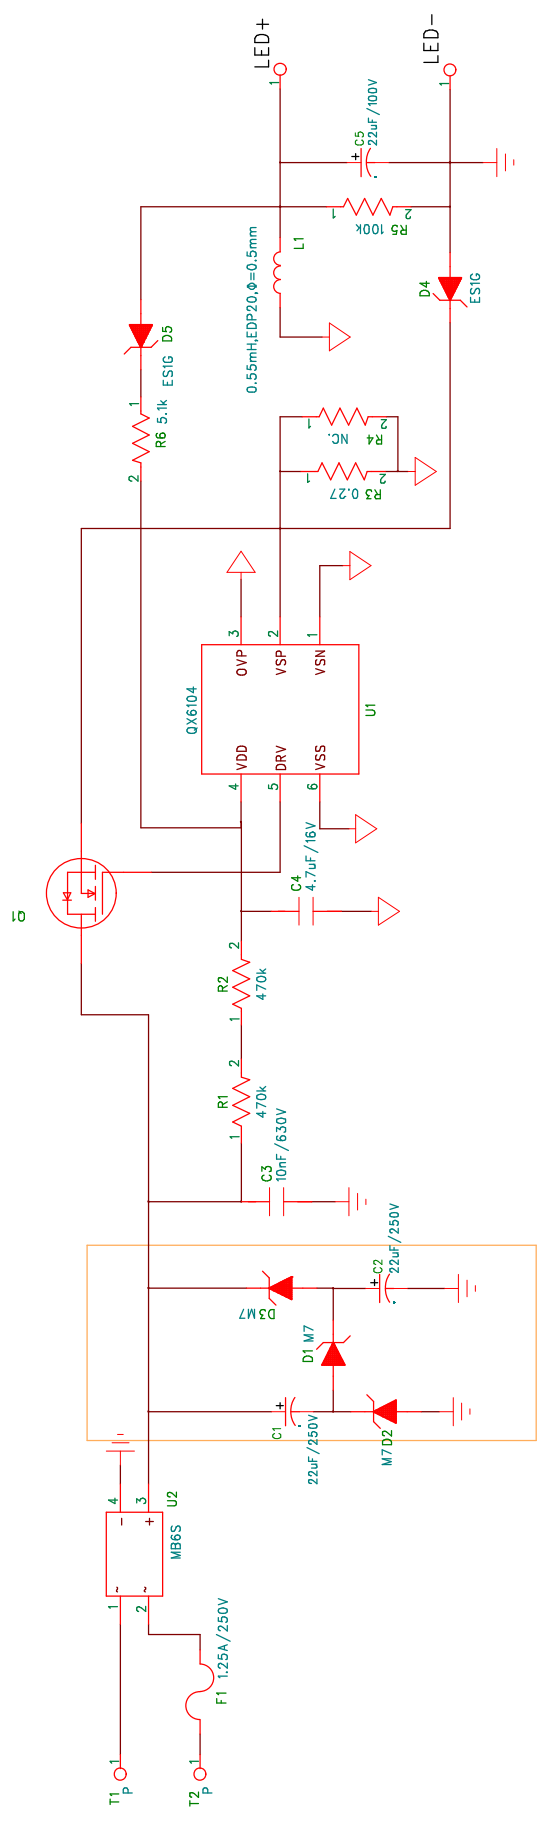 LED+
1
LED-
1
C5
22uF/100V
+
1
2
R5
100k
L1
0.55mH,EDP20,Φ=0.5mm
D4
ES1G
D5
ES1G
1
5.1k
R6
2
1
2
NC.
R4
1
2
R3
0.27
3
2
1
OVP
VSP
VSN
QX6104
U1
VDD
DRV
VSS
4
5
6
Q1
C4
4.7uF/16V
2
R2
470k
1
2
R1
470k
1
C3
10nF/630V
D3
M7
+
C2
22uF/250V
D1
M7
+
C1
22uF/250V
M7
D2
4
3
U2
-
+
MB6S
~
~
1
2
1.25A/250V
F1
1
T1
P
1
T2
P